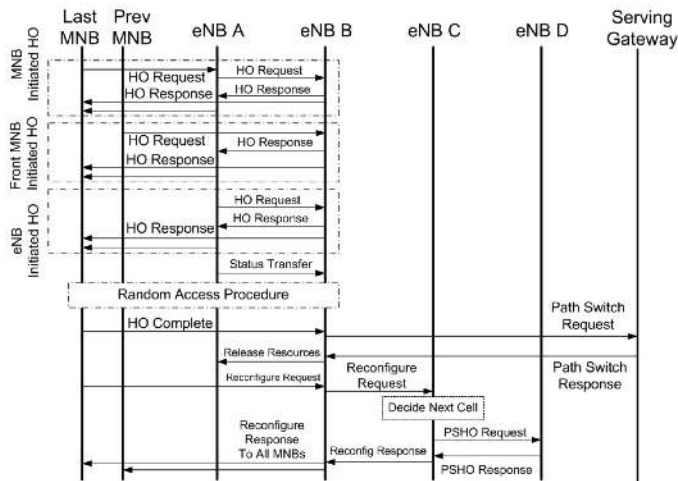 Last
MNB
Prev
MNB
eNB A
eNB B
eNB C
eNB D
Serving
Gateway
MNB
Initiated HO
HO Request
HO Request
HO Response
HO Response
Front MNB
Initiated HO
HO Request
HO Response
HO Response
eNB
Initiated HO
HO Request
HO Response
HO Response
Status Transfer
Random Access Procedure
HO Complete
Path Switch
Request
Release Resources
Path Switch
Response
Reconfigure Request
Reconfigure
Request
Decide Next Cell
Reconfigure
Response
To All MNBs
PSHO Request
Reconfig Response
PSHO Response